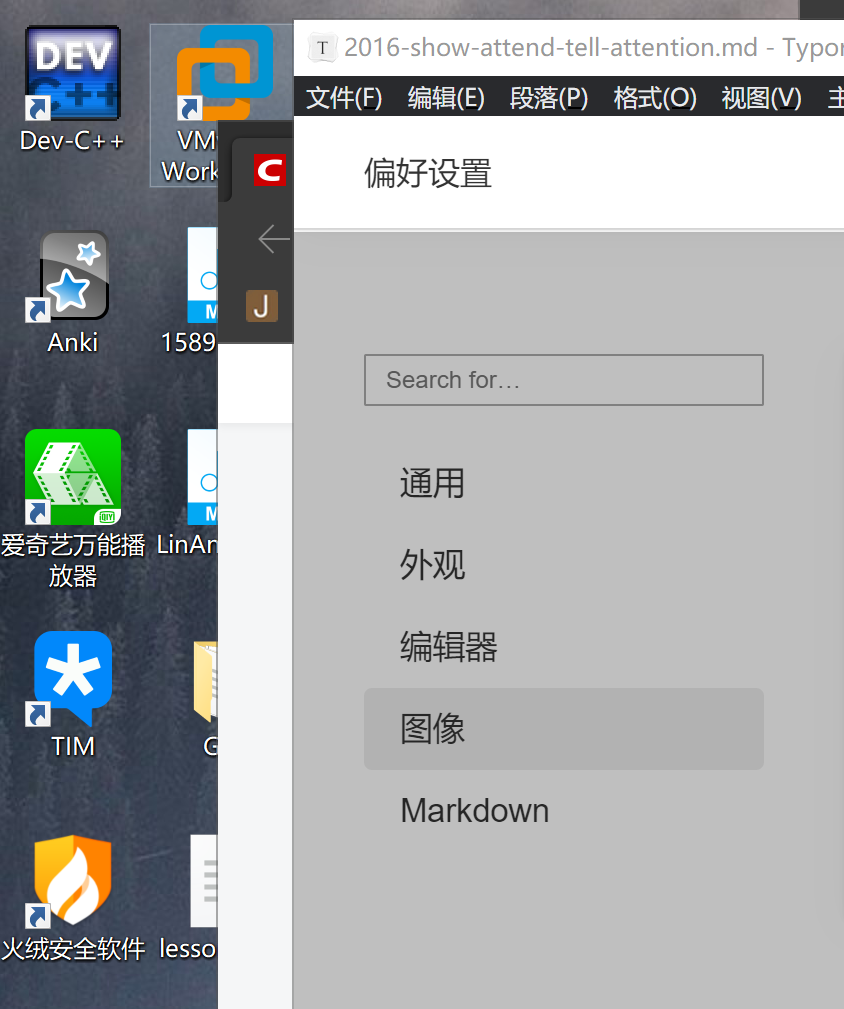 DEV
C++
Dev-C++
VM
Work
Anki
1589
爱奇艺万能播
放器
LinAn
TIM
G
火绒安全软件
lesso
C
J
T 2016-show-attend-tell-attention.md - Typor
文件(F) 编辑(E) 段落(P) 格式(O) 视图(V) 主
偏好设置
Search for…
通用
外观
编辑器
图像
Markdown